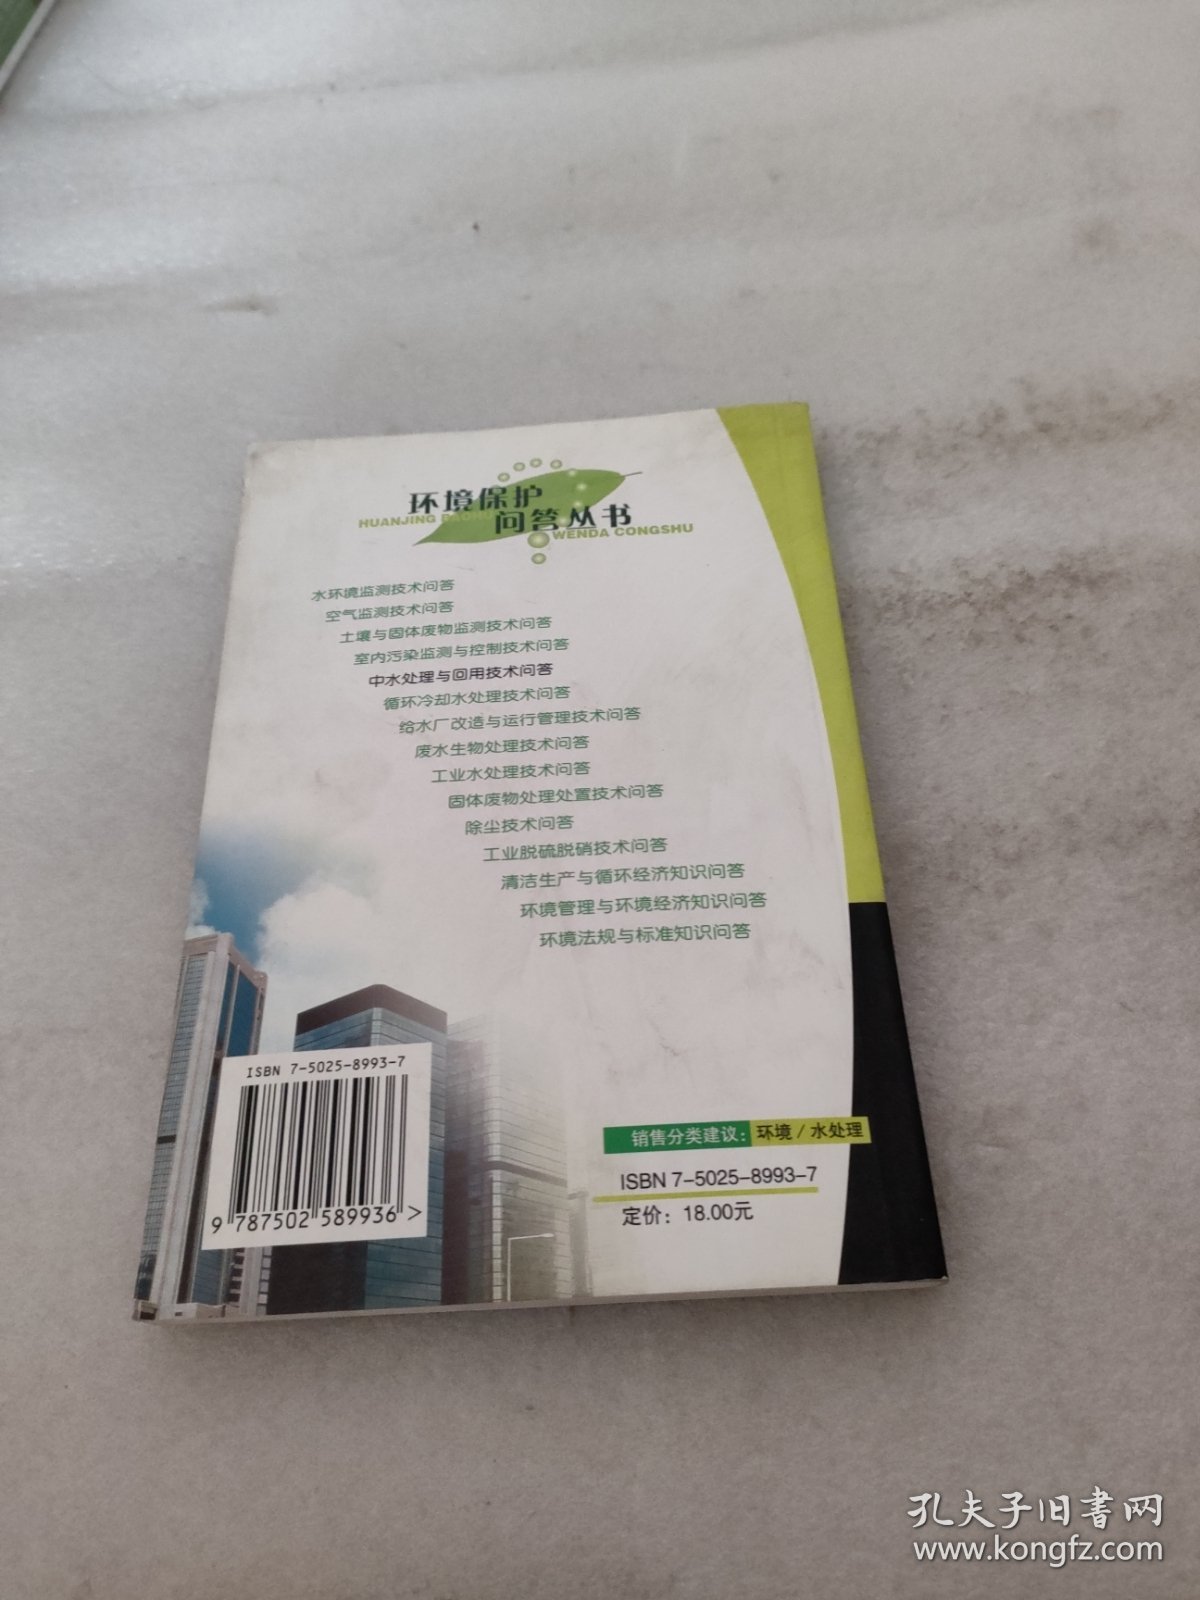 环境保护
HUANJING BAOHU
问答丛书
WENDA CONGSHU
水环境监测技术问答
空气监测技术问答
土壤与固体废物监测技术问答
室内污染监测与控制技术问答
中水处理与回用技术问答
循环冷却水处理技术问答
给水厂改造与运行管理技术问答
废水生物处理技术问答
工业水处理技术问答
固体废物处理处置技术问答
除尘技术问答
工业脱硫脱硝技术问答
清洁生产与循环经济知识问答
环境管理与环境经济知识问答
环境法规与标准知识问答
ISBN 7-5025-8993-7
9 787502 589936 >
销售分类建议：环境 / 水处理
ISBN 7-5025-8993-7
定价：18.00元
孔夫子旧书网
www.kongfz.com